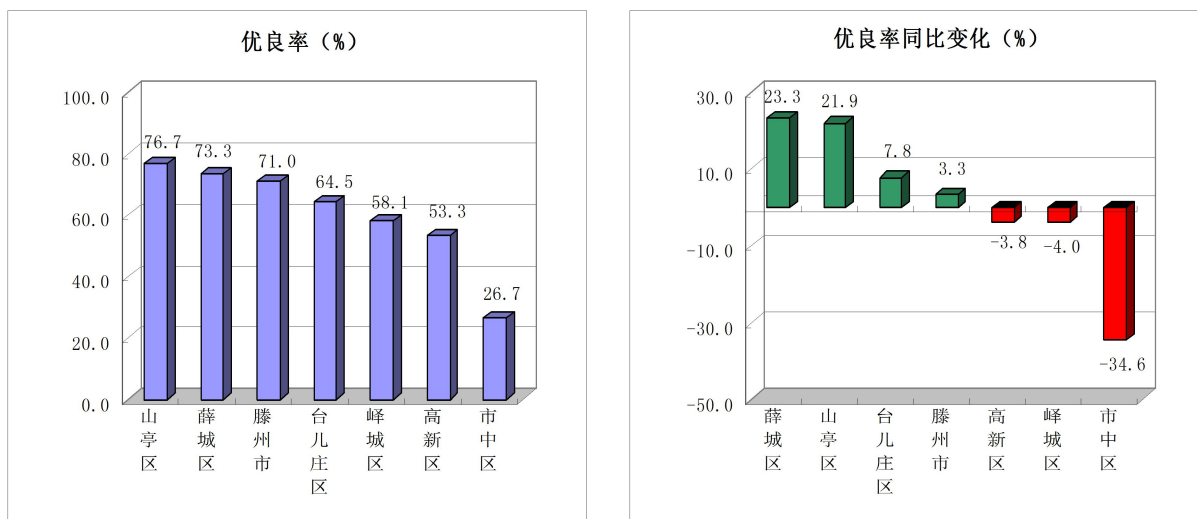 优良率（%）
100.0
80.0
60.0
40.0
20.0
0.0
76.7
73.3
71.0
64.5
58.1
53.3
26.7
山亭区
薛城区
滕州市
台儿庄区
峄城区
高新区
市中区
优良率同比变化（%）
30.0
10.0
-10.0
-30.0
-50.0
23.3
21.9
7.8
3.3
-3.8
-4.0
-34.6
薛城区
山亭区
台儿庄区
滕州市
高新区
峄城区
市中区